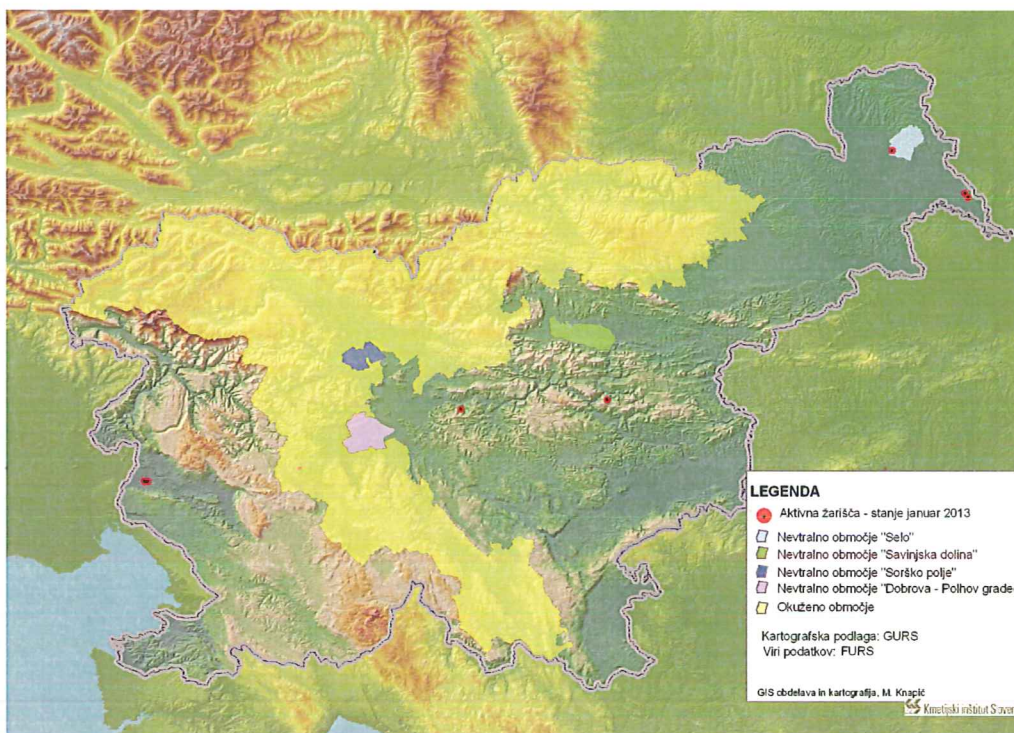 LEGENDA
Aktivna žarišča - stanje januar 2013
Nevtralno območje "Selo"
Nevtralno območje "Savinjska dolina"
Nevtralno območje "Sorško polje"
Nevtralno območje "Dobrova - Polhov grade
Okuženo območje
Kartografska podlaga: GURS
Viri podatkov: FURS
GIS obdelava in kartografija, M. Knapič
Kmetijski inštitut Sloven